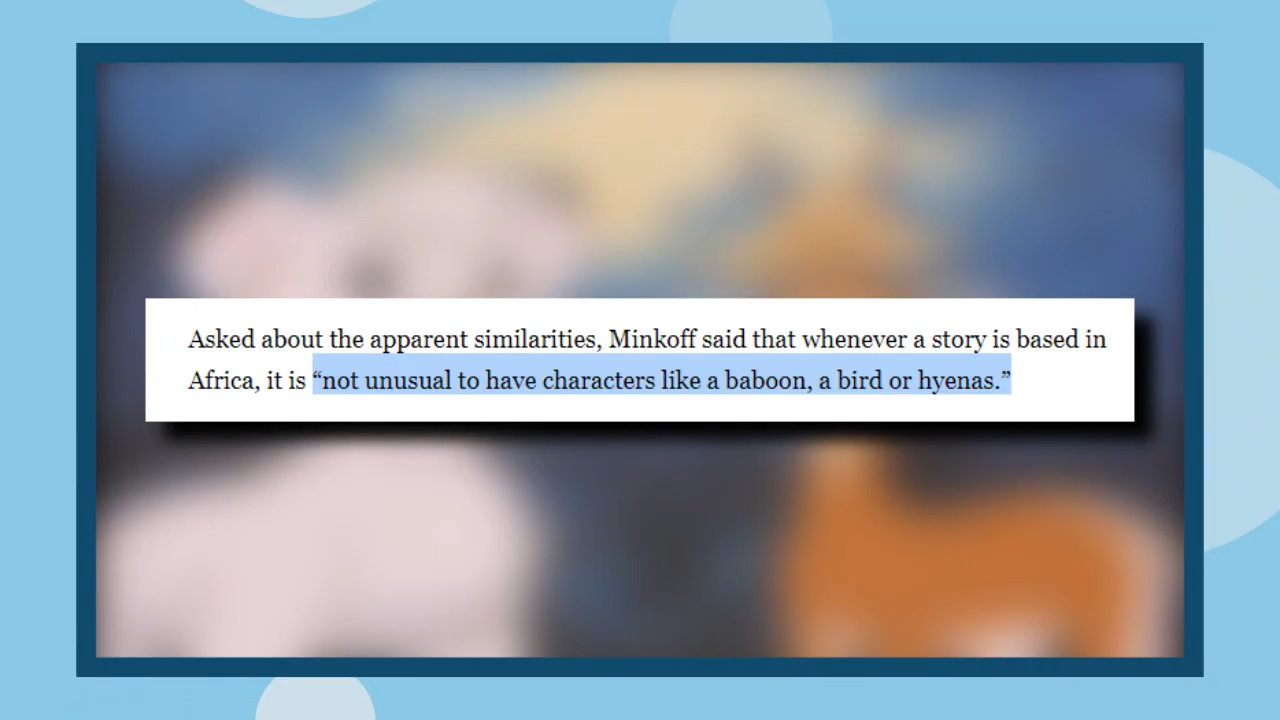 Asked about the apparent similarities, Minkoff said that whenever a story is based in
Africa, it is “not unusual to have characters like a baboon, a bird or hyenas.”